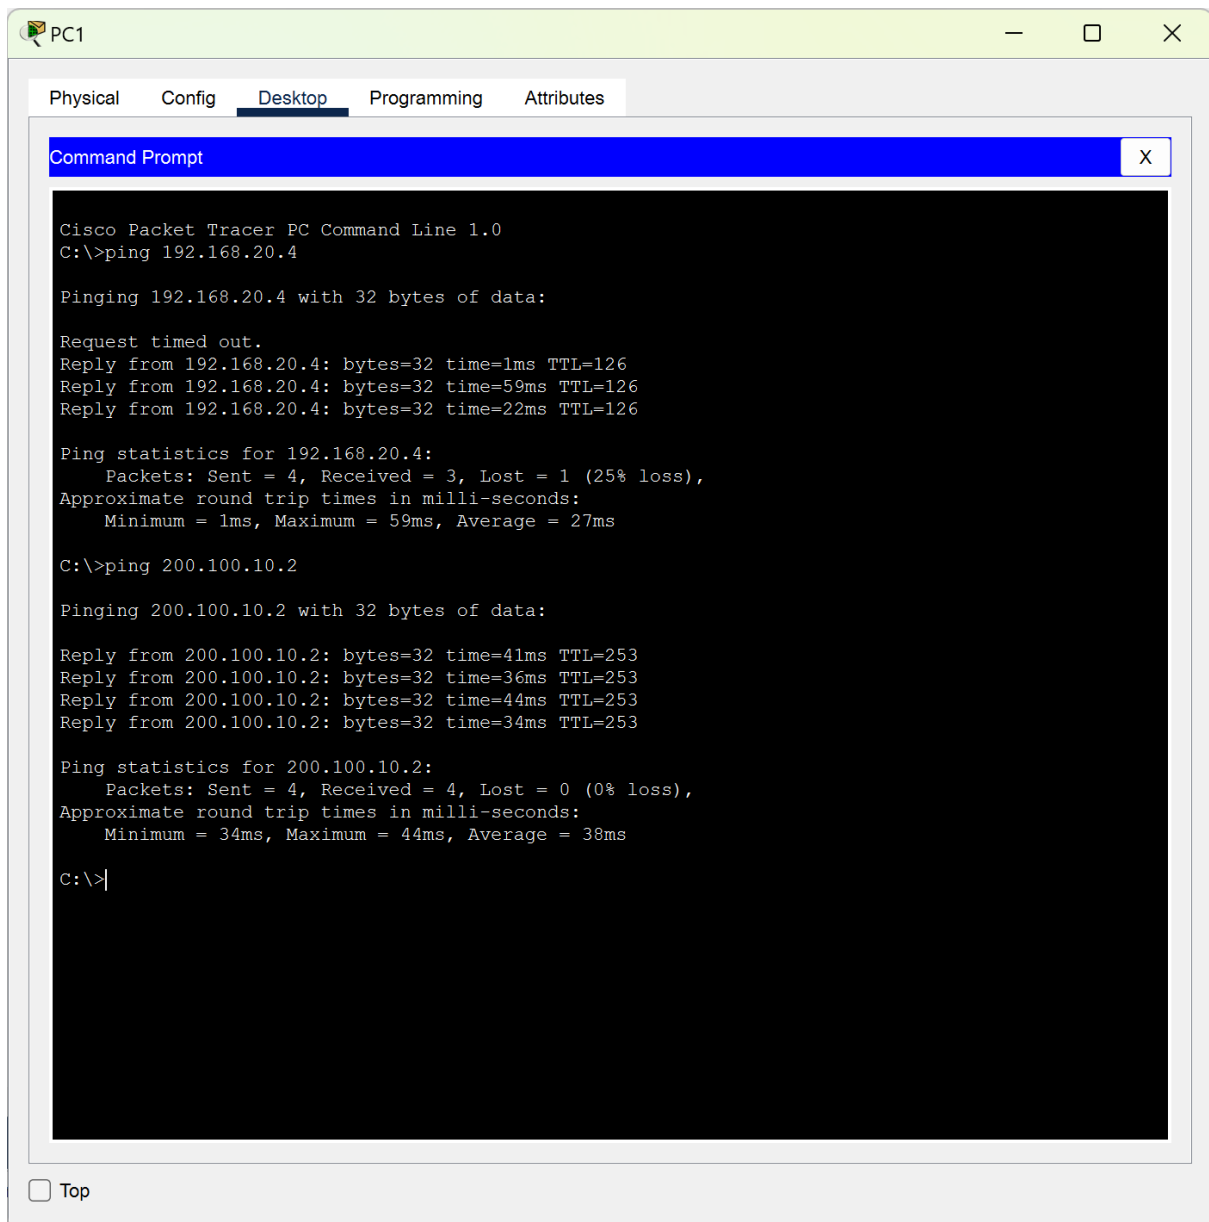 PC1
Physical Config Desktop Programming Attributes
Command Prompt X
Cisco Packet Tracer PC Command Line 1.0
C:\>ping 192.168.20.4
Pinging 192.168.20.4 with 32 bytes of data:
Request timed out.
Reply from 192.168.20.4: bytes=32 time=1ms TTL=126
Reply from 192.168.20.4: bytes=32 time=59ms TTL=126
Reply from 192.168.20.4: bytes=32 time=22ms TTL=126
Ping statistics for 192.168.20.4:
    Packets: Sent = 4, Received = 3, Lost = 1 (25% loss),
Approximate round trip times in milli-seconds:
    Minimum = 1ms, Maximum = 59ms, Average = 27ms
C:\>ping 200.100.10.2
Pinging 200.100.10.2 with 32 bytes of data:
Reply from 200.100.10.2: bytes=32 time=41ms TTL=253
Reply from 200.100.10.2: bytes=32 time=36ms TTL=253
Reply from 200.100.10.2: bytes=32 time=44ms TTL=253
Reply from 200.100.10.2: bytes=32 time=34ms TTL=253
Ping statistics for 200.100.10.2:
    Packets: Sent = 4, Received = 4, Lost = 0 (0% loss),
Approximate round trip times in milli-seconds:
    Minimum = 34ms, Maximum = 44ms, Average = 38ms
C:\>
Top